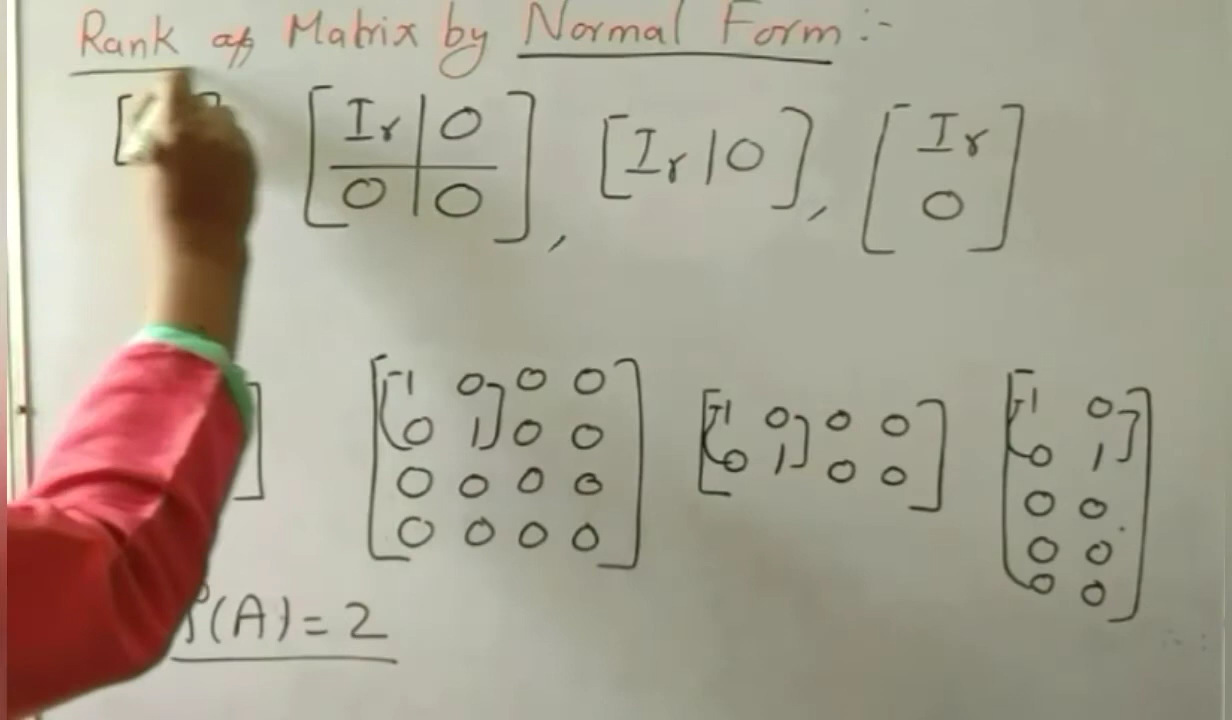 Rank of Matrix by Normal Form :-
[ ] [ Ir | 0 ] , [ Ir | 0 ] , [ Ir ]
[ 0 | 0 ] [ 0 ]
] [ 1 0 0 0 ] [ 1 0 0 0 ] [ 1 0 ]
[ 0 1 0 0 ] [ 0 1 0 0 ] [ 0 1 ]
[ 0 0 0 0 ] [ 0 0 ]
[ 0 0 0 0 ] [ 0 0 ]
[ 0 0 ]
ρ(A) = 2